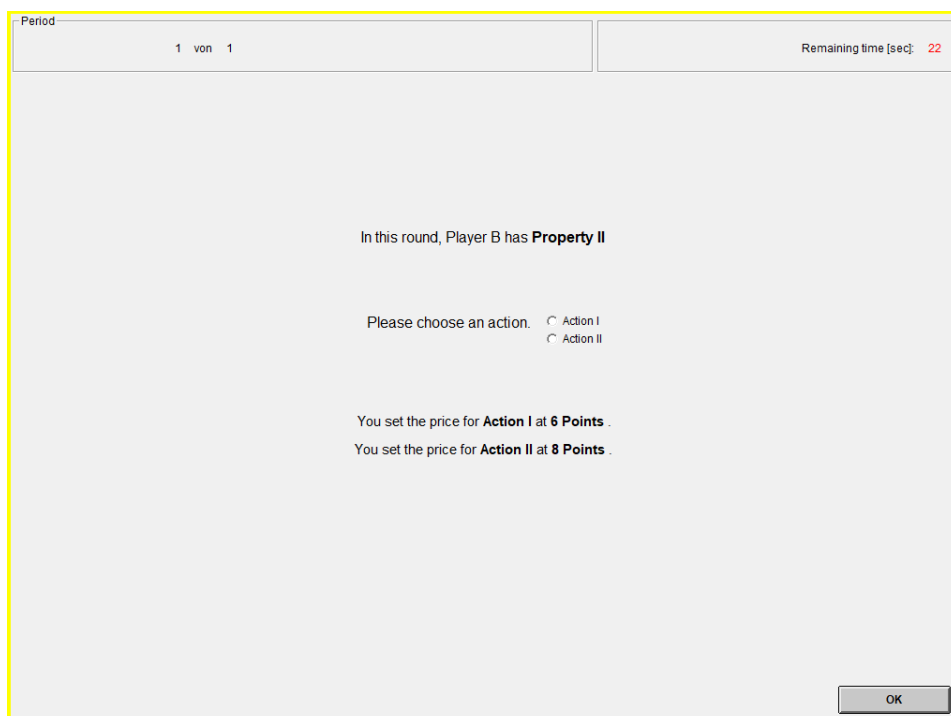 Period
1 von 1
Remaining time [sec]: 22
In this round, Player B has Property II
Please choose an action.
Action I
Action II
You set the price for Action I at 6 Points .
You set the price for Action II at 8 Points .
OK